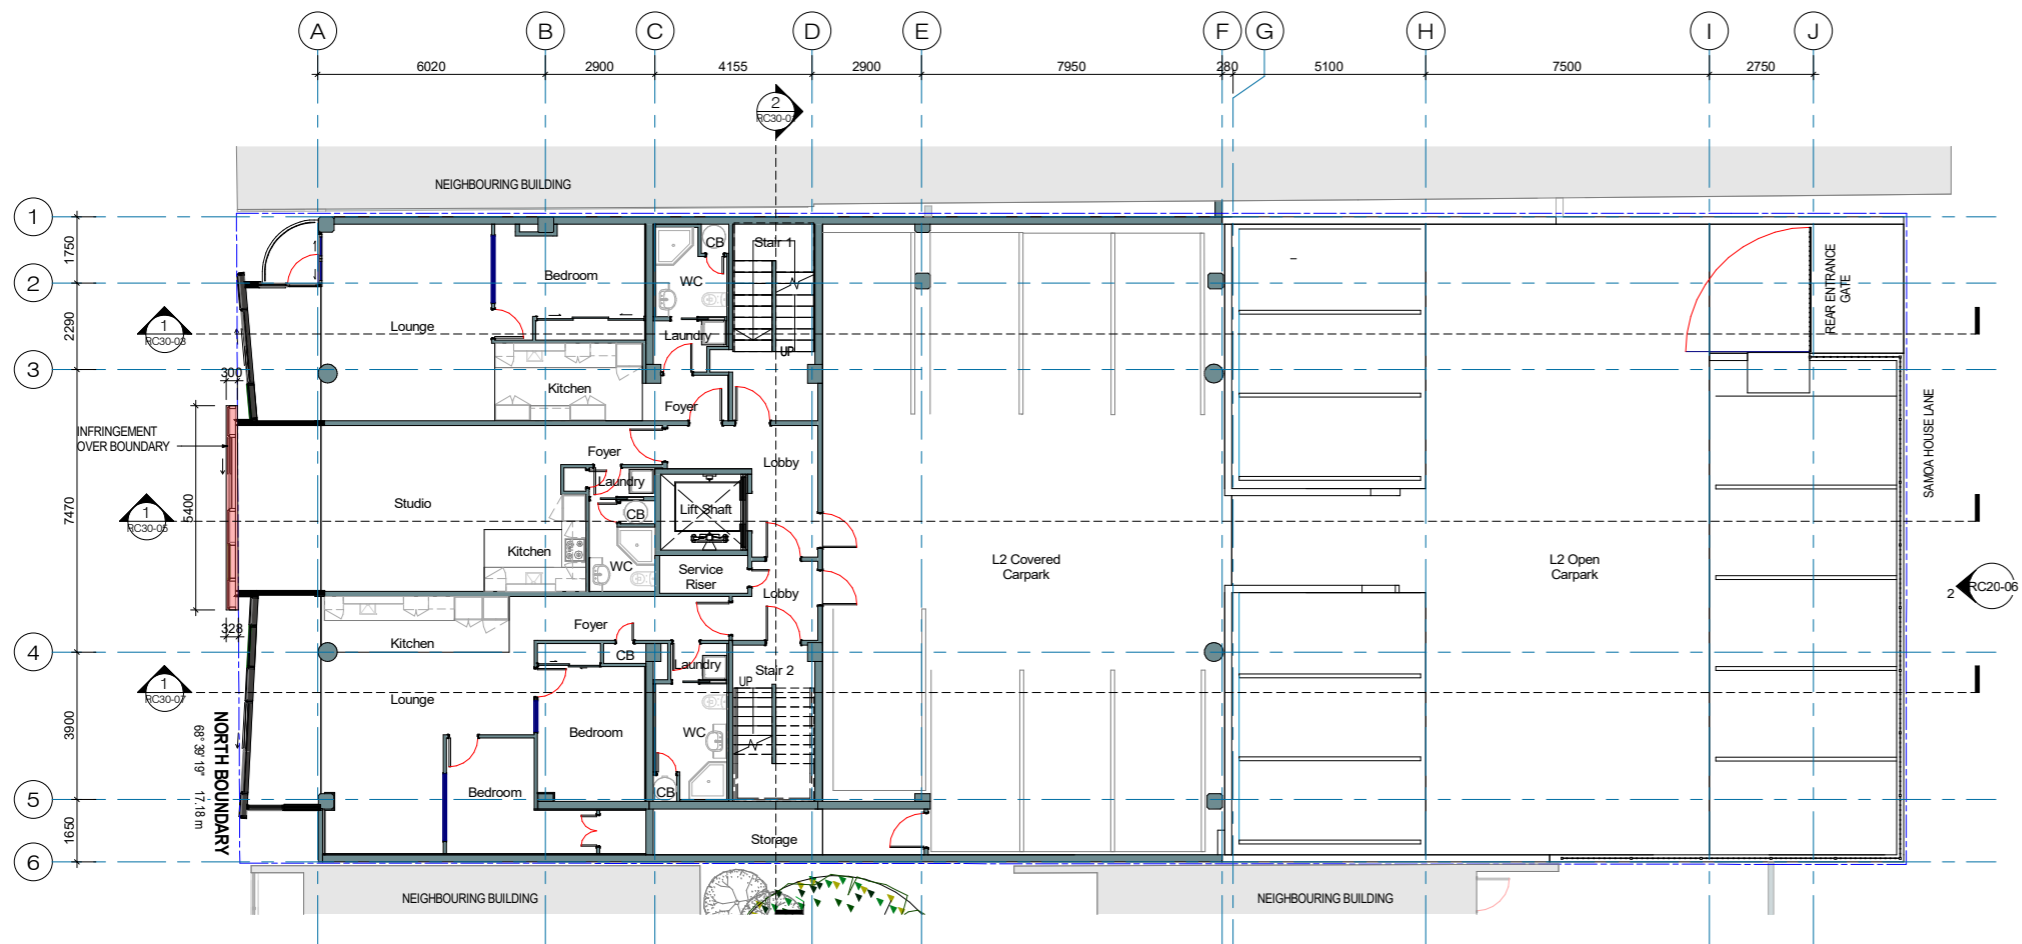 A B C D E F G H I J
6020 2900 4155 2900 7950 280 5100 7500 2750
2
NEIGHBOURING BUILDING
1
1750
CB
Stair 1
REAR ENTRANCE
GATE
2
Bedroom
WC
2290
1
RC30-03
Lounge
Laundry
UP
3
300
Kitchen
Foyer
SAMOA HOUSE LANE
INFRINGEMENT
OVER BOUNDARY
Foyer
Lobby
Laundry
7470
5400
1
RC30-05
Studio
CB
Lift Shaft
Kitchen
WC
Service
Riser
L2 Covered
Carpark
L2 Open
Carpark
Lobby
2
RC20-06
328
Foyer
Kitchen
4
CB
Laundry
Stair 2
UP
1
RC30-07
Lounge
3900
NORTH BOUNDARY
68° 39' 19" 17.18 m
Bedroom
WC
5
Bedroom
CB
1650
Storage
6
NEIGHBOURING BUILDING
NEIGHBOURING BUILDING